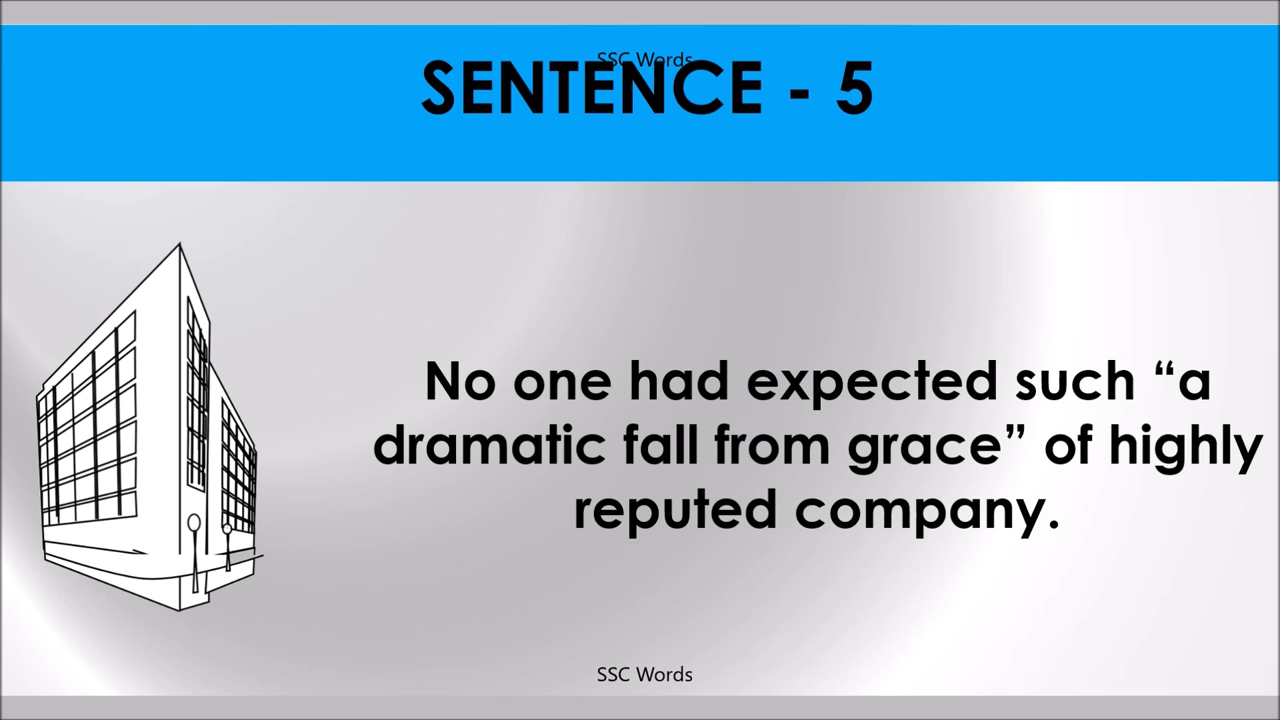 SSC Words
SENTENCE - 5
No one had expected such “a
dramatic fall from grace” of highly
reputed company.
SSC Words